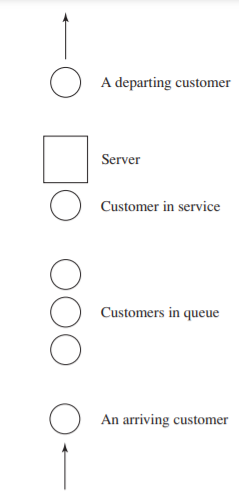 A departing customer
Server
Customer in service
Customers in queue
An arriving customer